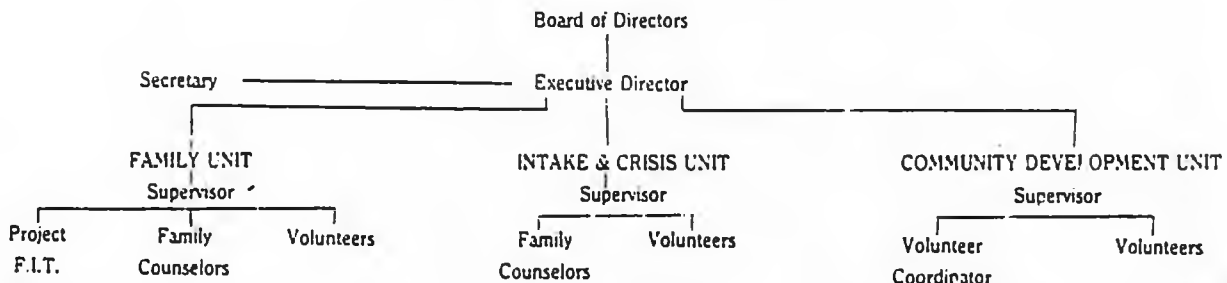 Board of Directors
Secretary Executive Director
FAMILY UNIT INTAKE & CRISIS UNIT COMMUNITY DEVELOPMENT UNIT
Supervisor Supervisor Supervisor
Project Family Volunteers Family Volunteers Volunteer Volunteers
F.I.T. Counselors Counselors Coordinator